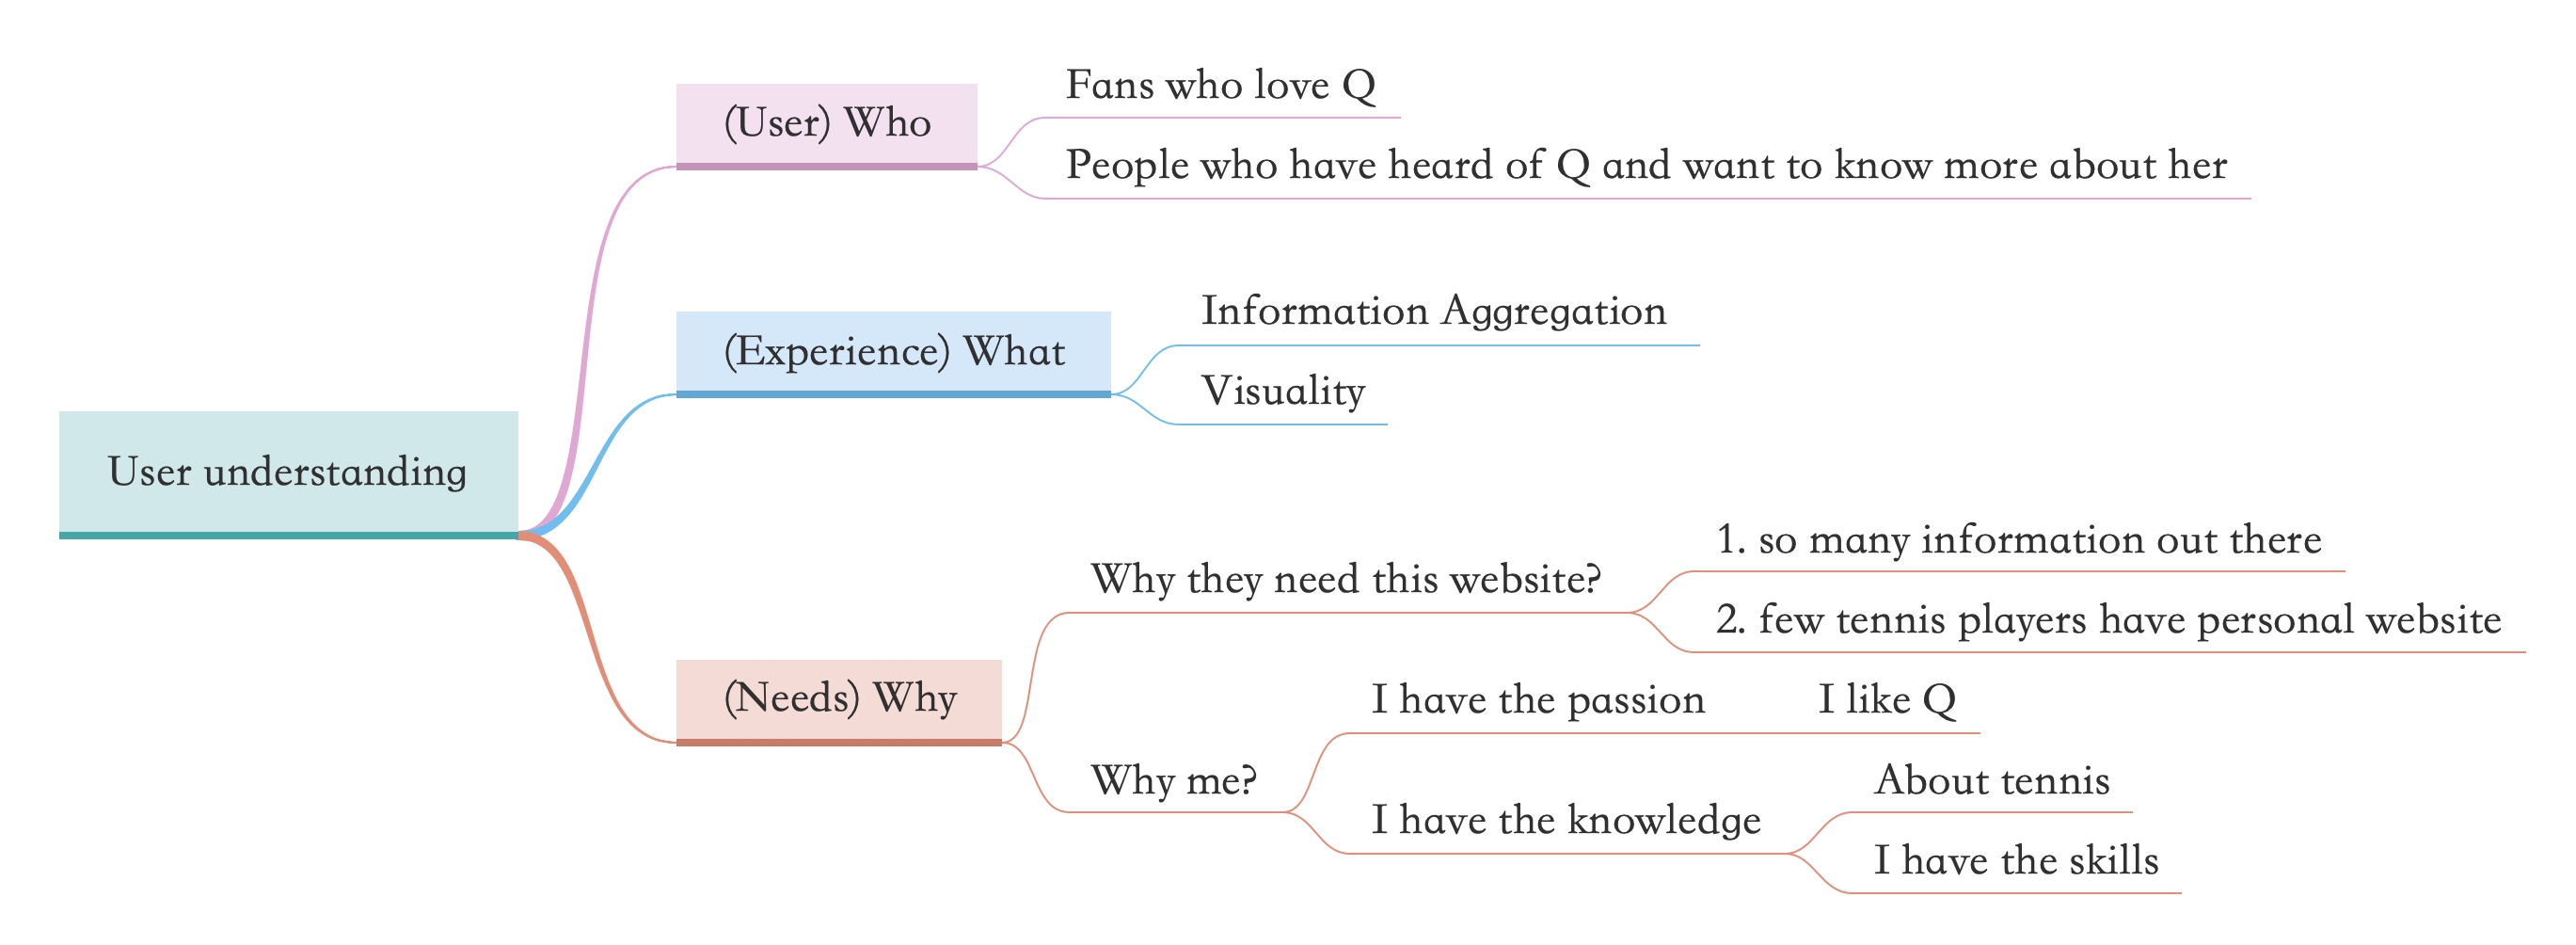 (User) Who
Fans who love Q
People who have heard of Q and want to know more about her
(Experience) What
Information Aggregation
Visuality
User understanding
(Needs) Why
Why they need this website?
1. so many information out there
2. few tennis players have personal website
Why me?
I have the passion
I like Q
I have the knowledge
About tennis
I have the skills